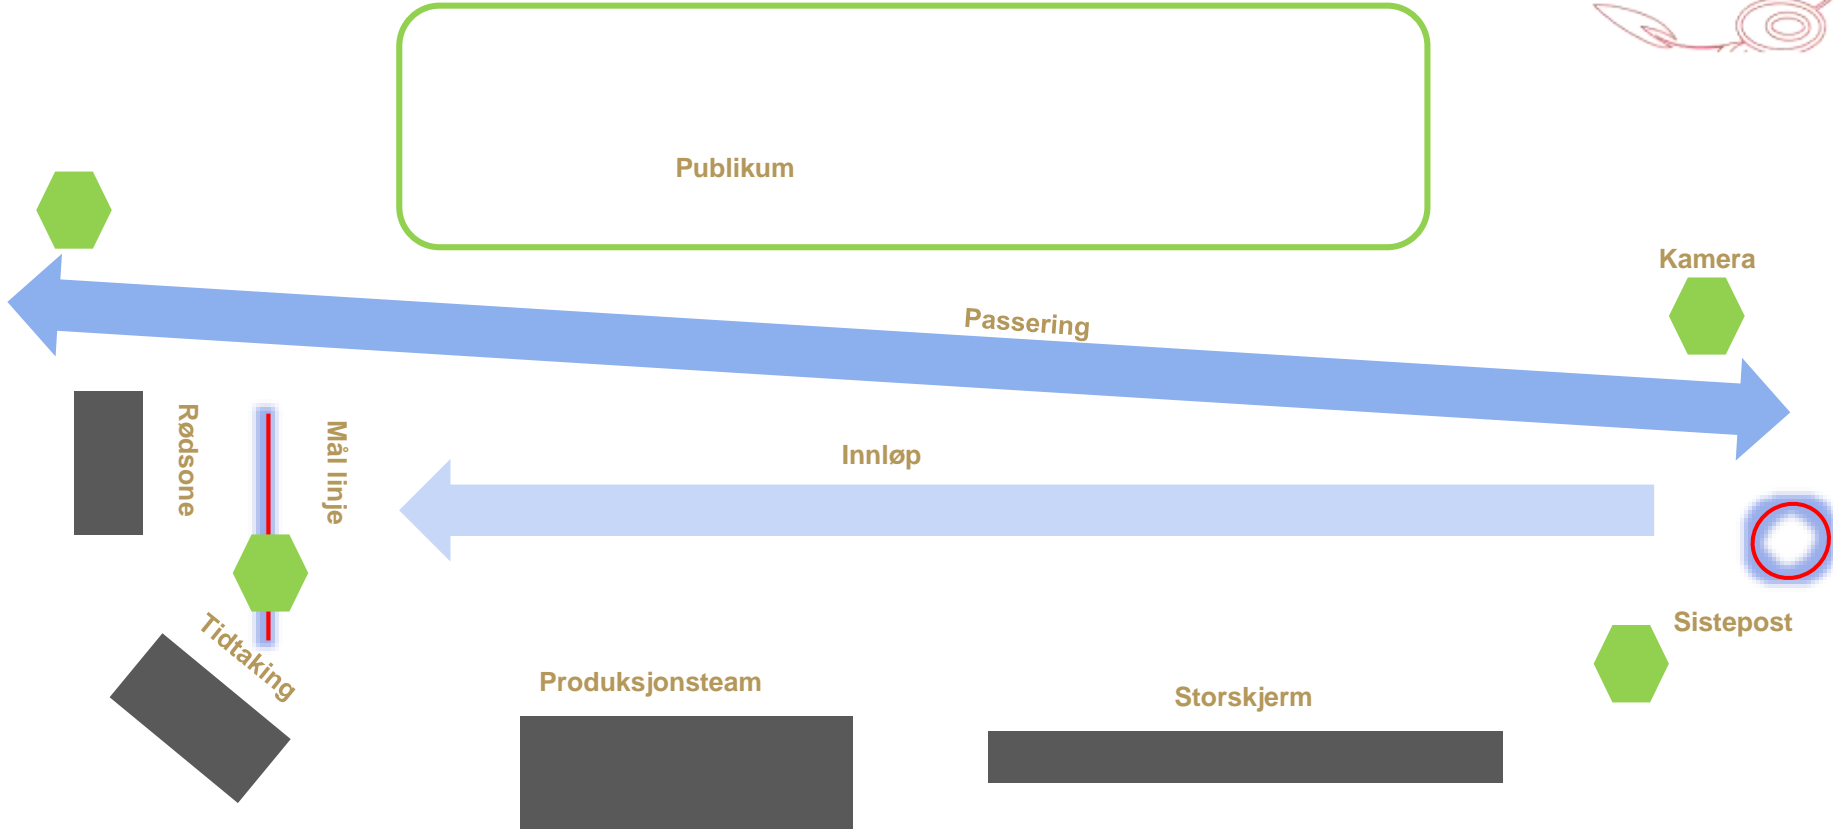 Publikum
Kamera
Passering
Rødsone
Mål linje
Innløp
Sistepost
Tidtaking
Produksjonsteam
Storskjerm